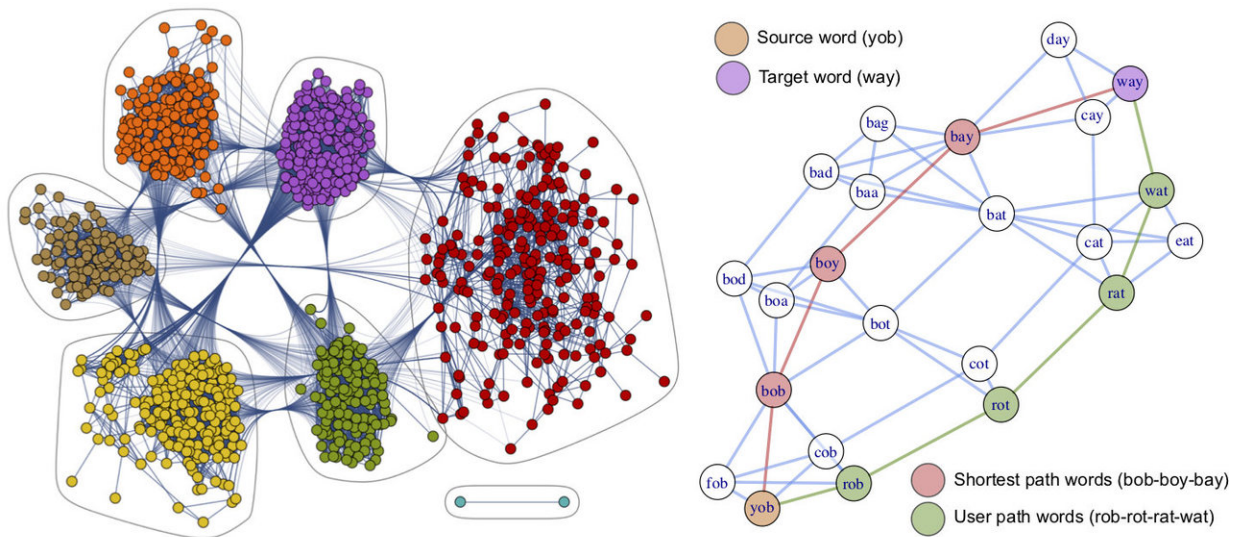 Source word (yob)
Target word (way)
day
way
bag
bay
cay
bad
baa
wat
bat
cat
eat
boy
bod
boa
rat
bot
cot
bob
rot
cob
fob
rob
yob
Shortest path words (bob-boy-bay)
User path words (rob-rot-rat-wat)